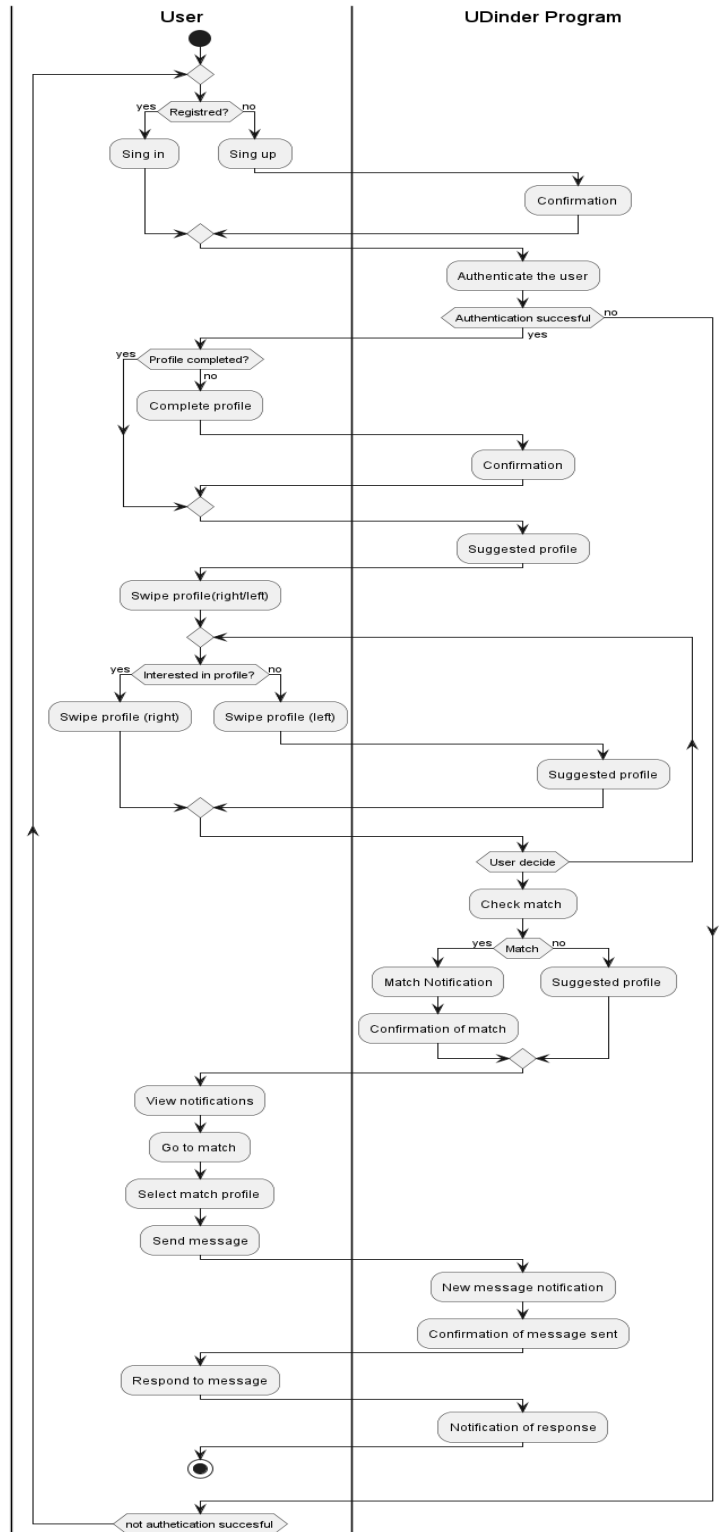 User
UDinder Program
yes
Registred?
no
Sing in
Sing up
Confirmation
Authenticate the user
Authentication succesful
no
yes
yes
Profile completed?
no
Complete profile
Confirmation
Suggested profile
Swipe profile(right/left)
yes
Interested in profile?
no
Swipe profile (right)
Swipe profile (left)
Suggested profile
User decide
Check match
yes
Match
no
Match Notification
Suggested profile
Confirmation of match
View notifications
Go to match
Select match profile
Send message
New message notification
Confirmation of message sent
Respond to message
Notification of response
not authetication succesful